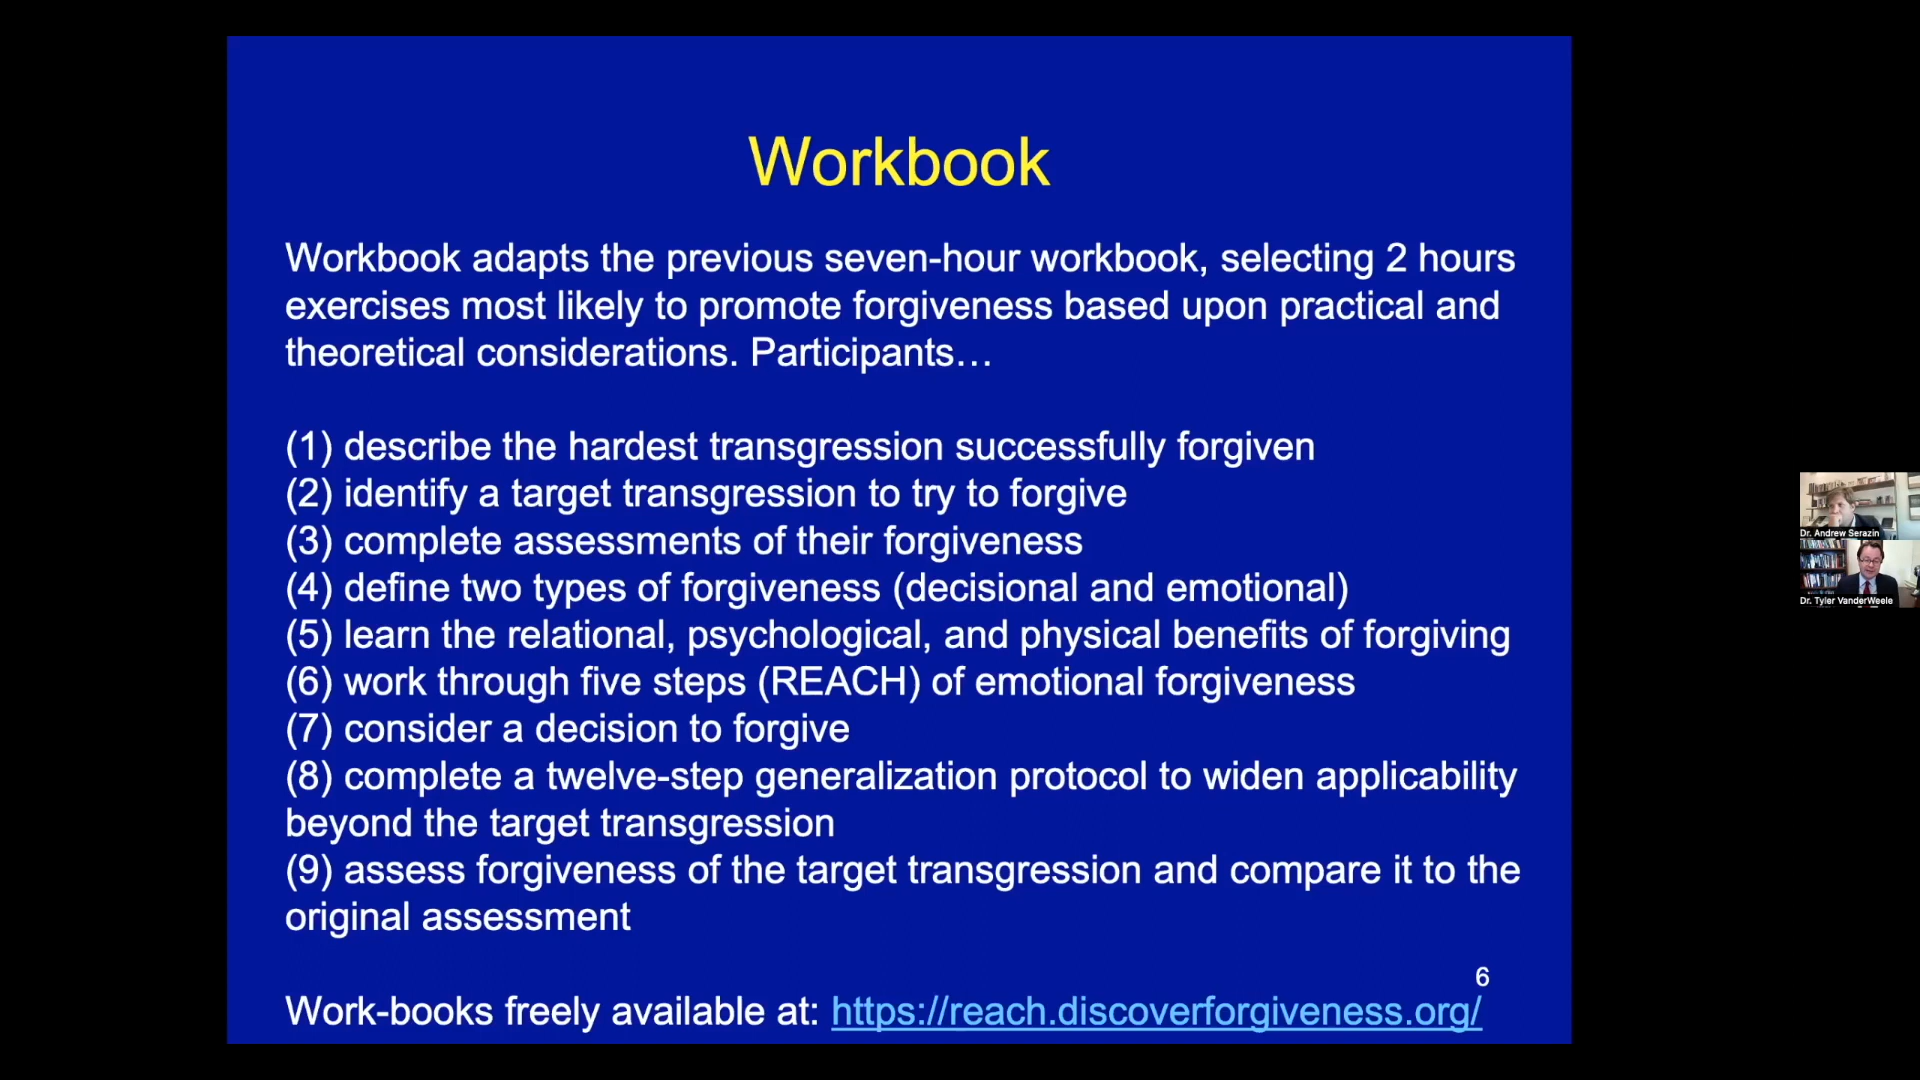 Workbook
Workbook adapts the previous seven-hour workbook, selecting 2 hours
exercises most likely to promote forgiveness based upon practical and
theoretical considerations. Participants…
(1) describe the hardest transgression successfully forgiven
(2) identify a target transgression to try to forgive
(3) complete assessments of their forgiveness
(4) define two types of forgiveness (decisional and emotional)
(5) learn the relational, psychological, and physical benefits of forgiving
(6) work through five steps (REACH) of emotional forgiveness
(7) consider a decision to forgive
(8) complete a twelve-step generalization protocol to widen applicability
beyond the target transgression
(9) assess forgiveness of the target transgression and compare it to the
original assessment
6
Work-books freely available at: https://reach.discoverforgiveness.org/
Dr. Andrew Serazin
Dr. Tyler VanderWeele